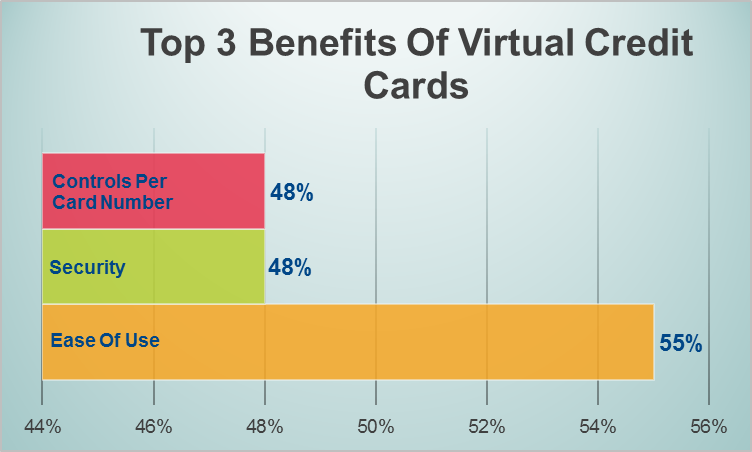 Top 3 Benefits Of Virtual Credit
Cards
Controls Per
Card Number
48%
Security
48%
Ease Of Use
55%
44%
46%
48%
50%
52%
54%
56%